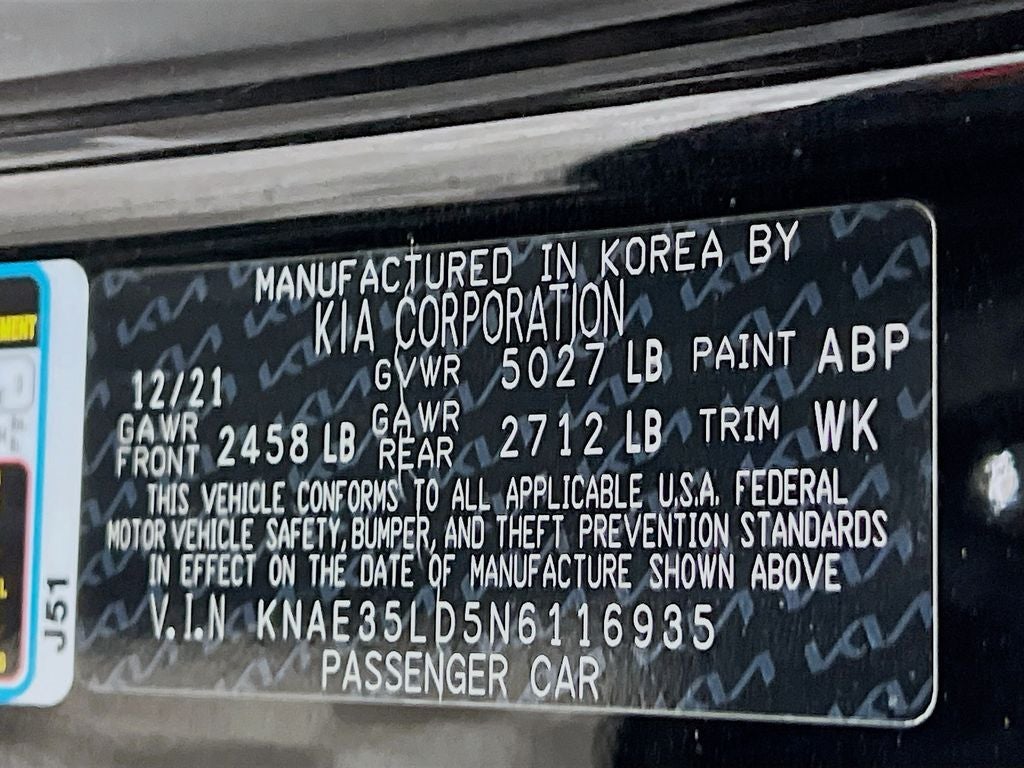 MANUFACTURED IN KOREA BY
KIA CORPORATION
12/21 GVWR 5027 LB PAINT ABP
GAWR FRONT 2458 LB GAWR REAR 2712 LB TRIM WK
THIS VEHICLE CONFORMS TO ALL APPLICABLE U.S.A. FEDERAL
MOTOR VEHICLE SAFETY, BUMPER, AND THEFT PREVENTION STANDARDS
IN EFFECT ON THE DATE OF MANUFACTURE SHOWN ABOVE
V.I.N KNAE35LD5N6116935
PASSENGER CAR
J51